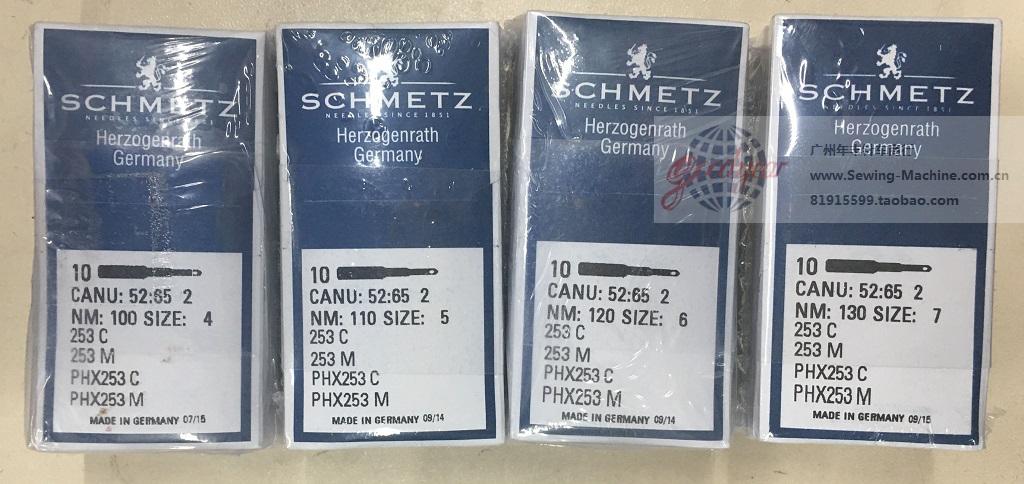 SCHMETZ
NEEDLES SINCE 1851
Herzogenrath
Germany
10
CANU: 52:65 2
NM: 100 SIZE: 4
253 C
253 M
PHX253 C
PHX253 M
MADE IN GERMANY 07/15
SCHMETZ
NEEDLES SINCE 1851
Herzogenrath
Germany
10
CANU: 52:65 2
NM: 110 SIZE: 5
253 C
253 M
PHX253 C
PHX253 M
MADE IN GERMANY 09/14
SCHMETZ
NEEDLES SINCE 1851
Herzogenrath
Germany
10
CANU: 52:65 2
NM: 120 SIZE: 6
253 C
253 M
PHX253 C
PHX253 M
MADE IN GERMANY 09/14
SCHMETZ
NEEDLES SINCE 1851
Herzogenrath
Germany
10
CANU: 52:65 2
NM: 130 SIZE: 7
253 C
253 M
PHX253 C
PHX253 M
MADE IN GERMANY 09/15
goodyear
www.Sewing-Machine.com.cn
81915599.taobao.com